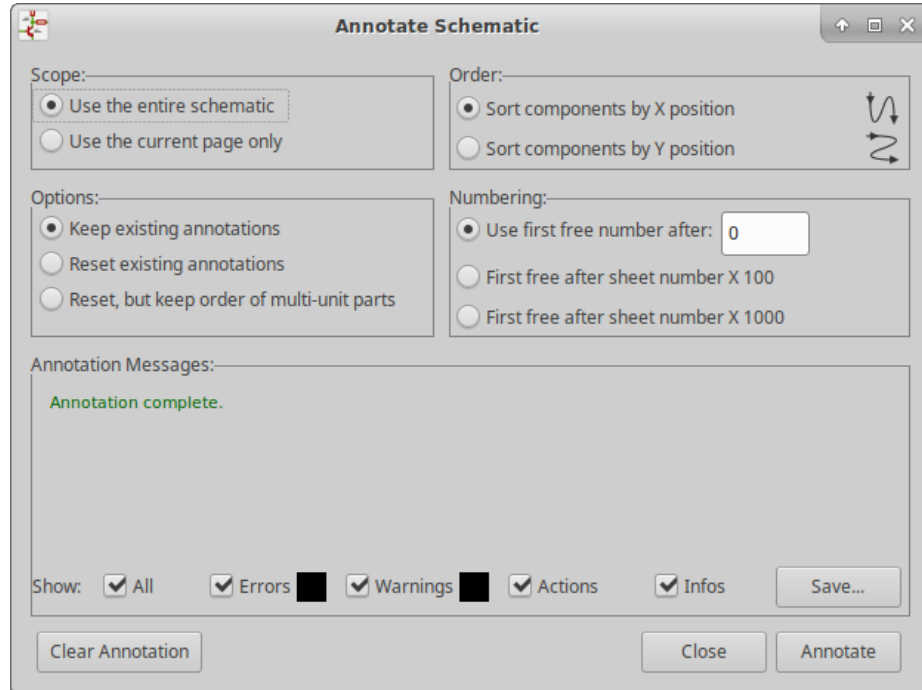 Annotate Schematic
Scope:
Use the entire schematic
Use the current page only
Order:
Sort components by X position
Sort components by Y position
Options:
Keep existing annotations
Reset existing annotations
Reset, but keep order of multi-unit parts
Numbering:
Use first free number after: 0
First free after sheet number X 100
First free after sheet number X 1000
Annotation Messages:
Annotation complete.
Show: All Errors Warnings Actions Infos Save...
Clear Annotation Close Annotate